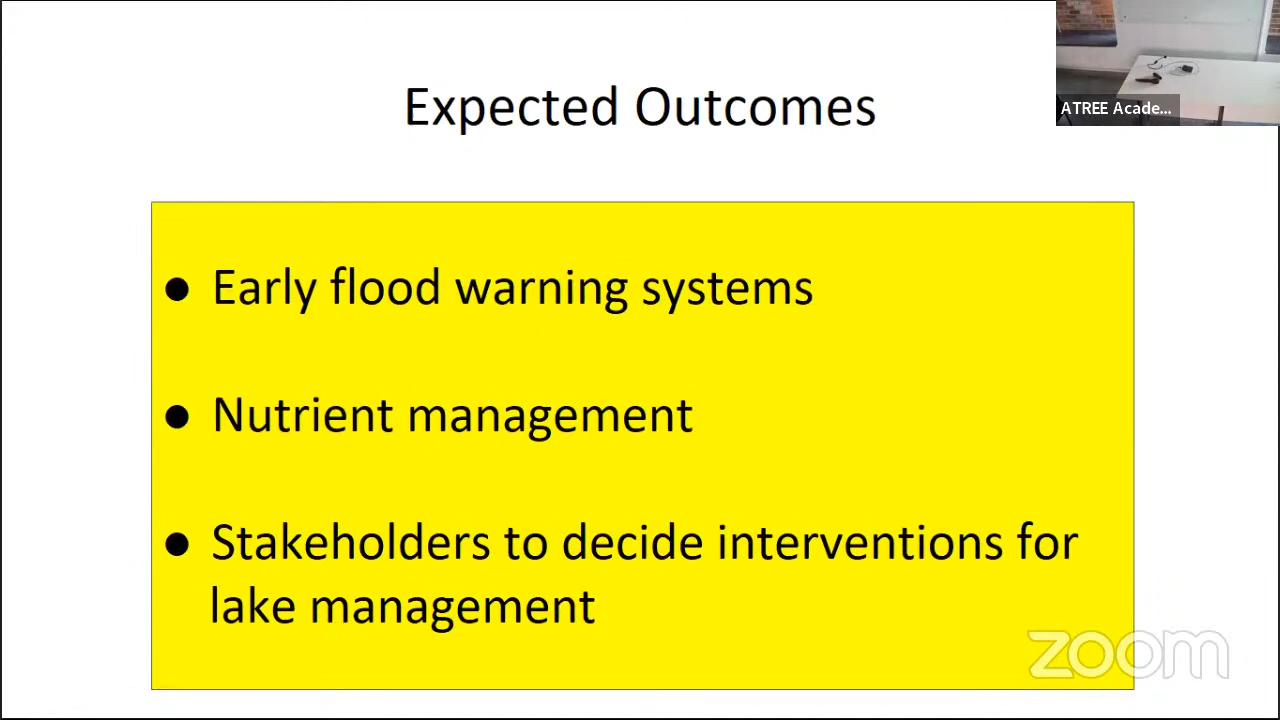 Expected Outcomes
ATREE Acade...
● Early flood warning systems
● Nutrient management
● Stakeholders to decide interventions for
lake management
zoom